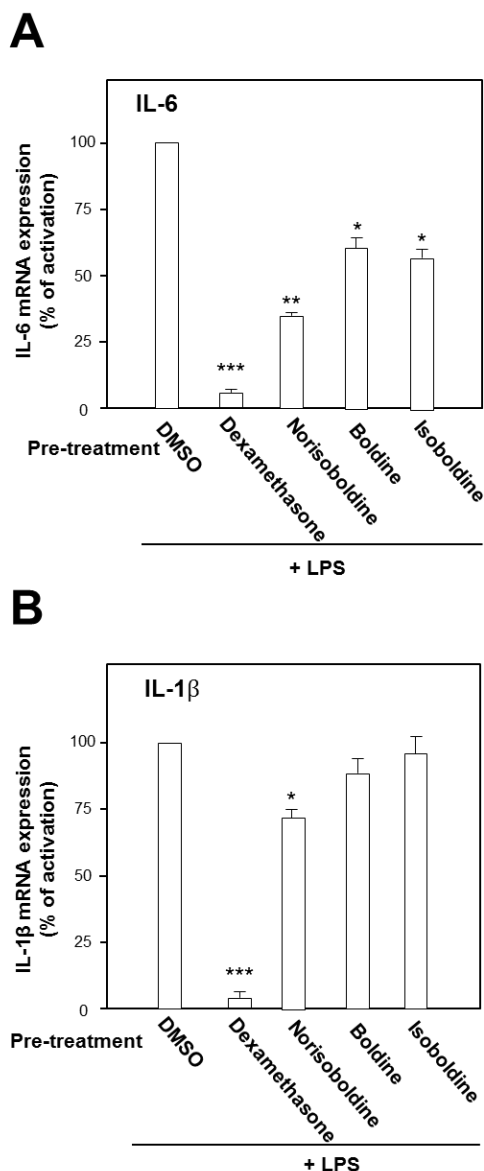 A
IL-6
IL-6 mRNA expression
(% of activation)
100
75
50
25
0
***
**
*
*
Pre-treatment
DMSO
Dexamethasone
Norisoboldine
Boldine
Isoboldine
+ LPS
B
IL-1β
IL-1β mRNA expression
(% of activation)
100
75
50
25
0
***
*
Pre-treatment
DMSO
Dexamethasone
Norisoboldine
Boldine
Isoboldine
+ LPS